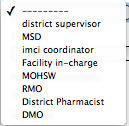 ✓ ---------
district supervisor
MSD
imci coordinator
Facility in-charge
MOHSW
RMO
District Pharmacist
DMO